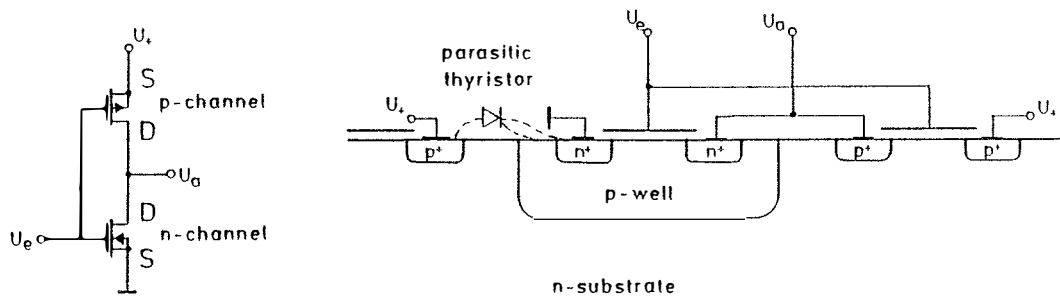 U₊
S
p-channel
D
Uₐ
D
n-channel
Uₑ
S
Uₑ
Uₐ
parasitic
thyristor
U₊
U₊
p⁺
n⁺
n⁺
p⁺
p⁺
p-well
n-substrate